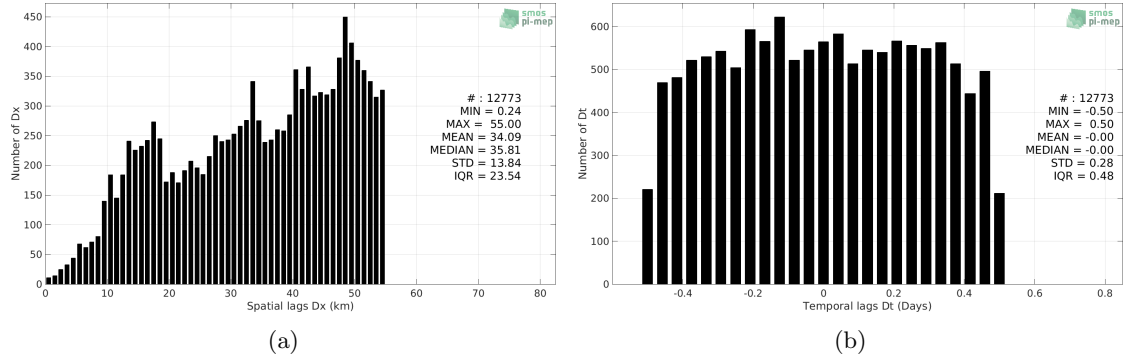 450
400
350
300
250
200
150
100
50
0
0 10 20 30 40 50 60 70 80
Number of Dx
Spatial lags Dx (km)
smos
pi-mep
# : 12773
MIN = 0.24
MAX = 55.00
MEAN = 34.09
MEDIAN = 35.81
STD = 13.84
IQR = 23.54
(a)
600
500
400
300
200
100
0
-0.4 -0.2 0 0.2 0.4 0.6 0.8
Number of Dt
Temporal lags Dt (Days)
smos
pi-mep
# : 12773
MIN = -0.50
MAX = 0.50
MEAN = -0.00
MEDIAN = -0.00
STD = 0.28
IQR = 0.48
(b)